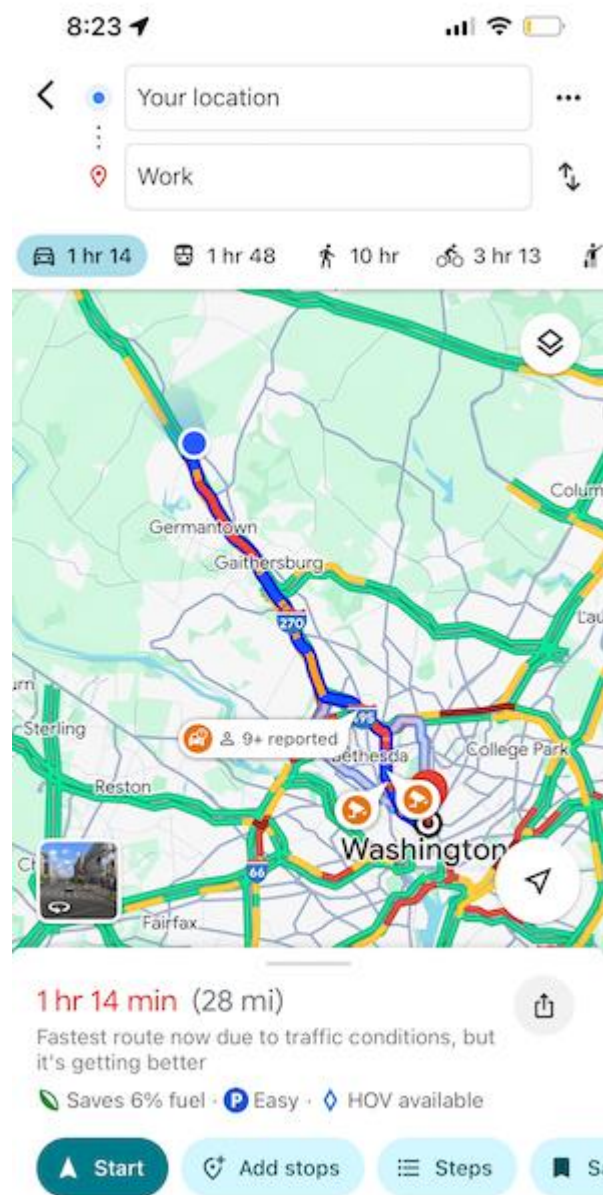 8:23
Your location
Work
1 hr 14
1 hr 48
10 hr
3 hr 13
Colum
Germantown
Gaithersburg
270
Lau
rn
495
Sterling
9+ reported
Bethesda
College Park
Reston
Washington
66
Fairfax
1 hr 14 min (28 mi)
Fastest route now due to traffic conditions, but
it's getting better
Saves 6% fuel · P Easy · HOV available
Start
Add stops
Steps